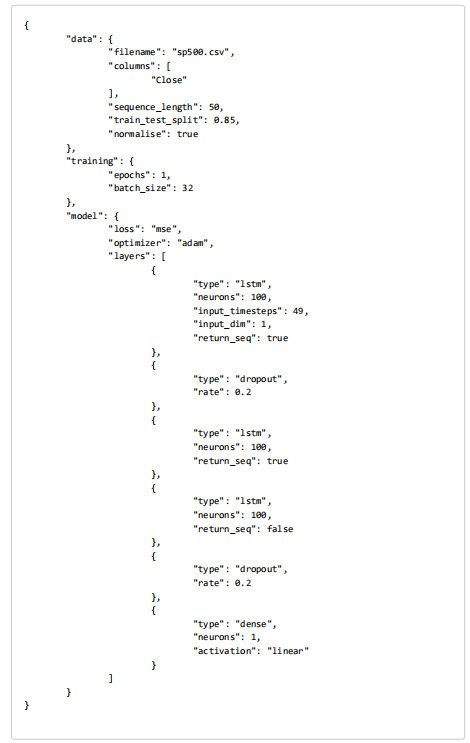 {
"data": {
"filename": "sp500.csv",
"columns": [
"Close"
],
"sequence_length": 50,
"train_test_split": 0.85,
"normalise": true
},
"training": {
"epochs": 1,
"batch_size": 32
},
"model": {
"loss": "mse",
"optimizer": "adam",
"layers": [
{
"type": "lstm",
"neurons": 100,
"input_timesteps": 49,
"input_dim": 1,
"return_seq": true
},
{
"type": "dropout",
"rate": 0.2
},
{
"type": "lstm",
"neurons": 100,
"return_seq": true
},
{
"type": "lstm",
"neurons": 100,
"return_seq": false
},
{
"type": "dropout",
"rate": 0.2
},
{
"type": "dense",
"neurons": 1,
"activation": "linear"
}
]
}
}